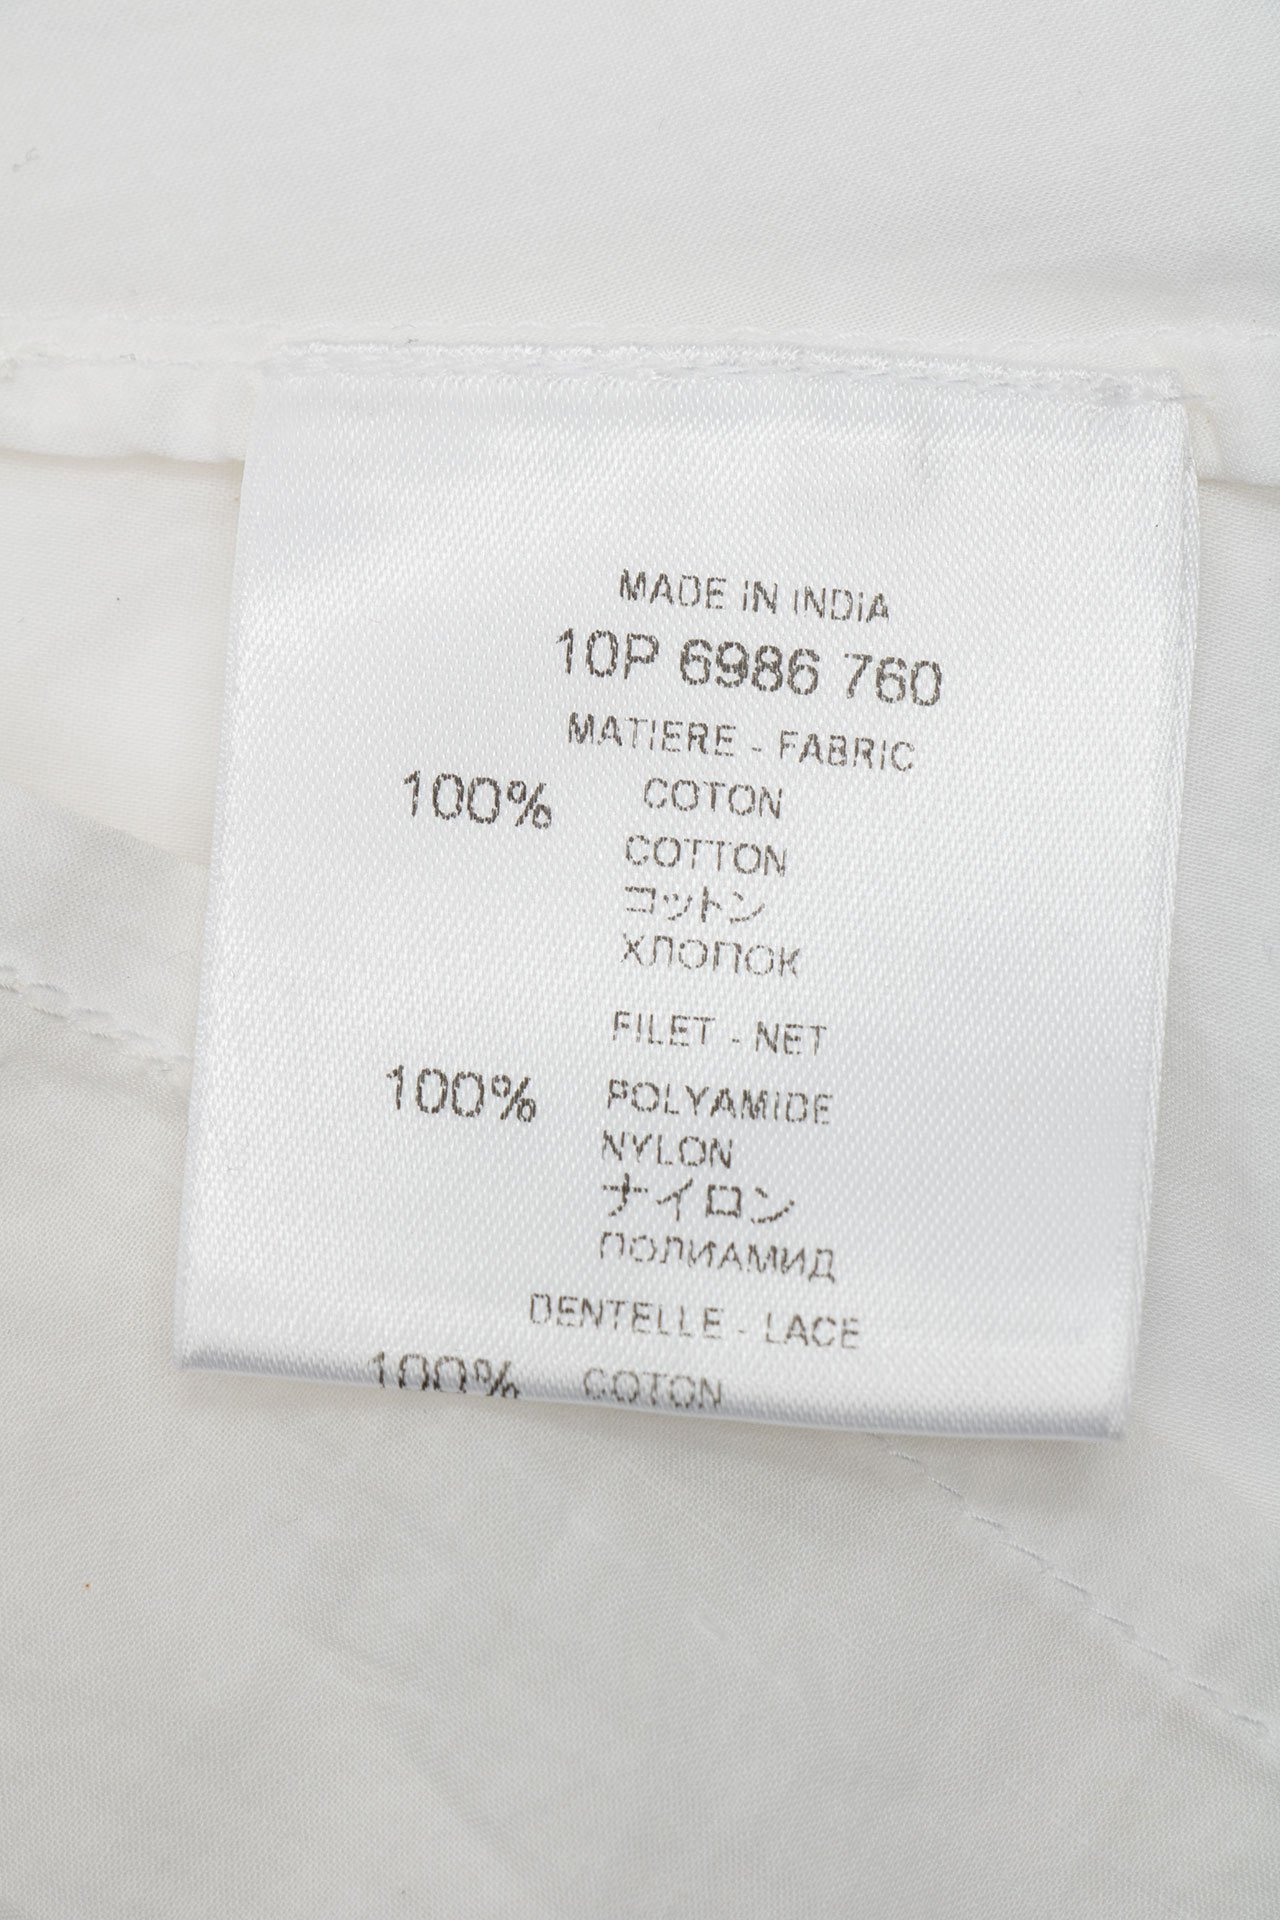 MADE IN INDIA
10P 6986 760
MATIERE - FABRIC
100% COTON
COTTON
コットン
ХЛОПОК
FILET - NET
100% POLYAMIDE
NYLON
ナイロン
ПОЛИАМИД
DENTELLE - LACE
100% COTON